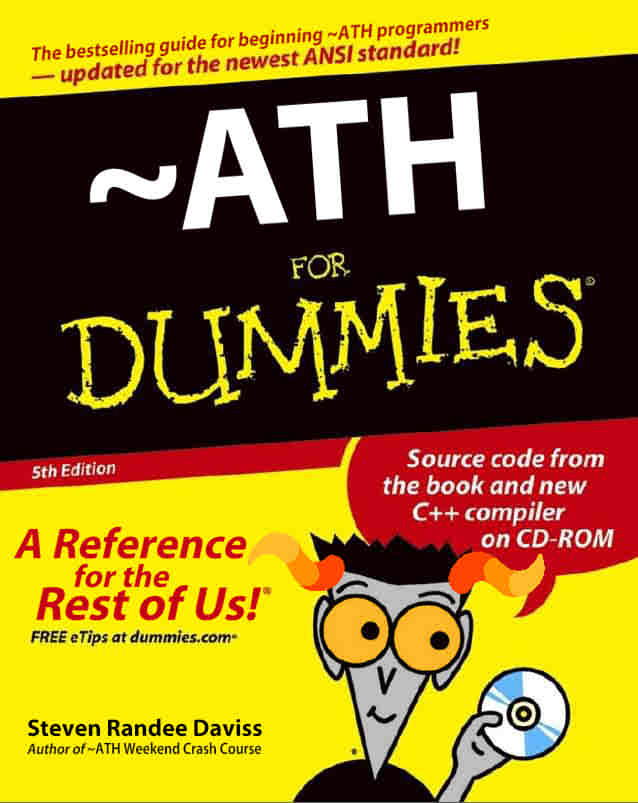 The bestselling guide for beginning ~ATH programmers
— updated for the newest ANSI standard!
~ATH
FOR
DUMMIES®
5th Edition
Source code from
the book and new
C++ compiler
on CD-ROM
A Reference
for the
Rest of Us!®
FREE eTips at dummies.com®
Steven Randee Daviss
Author of ~ATH Weekend Crash Course